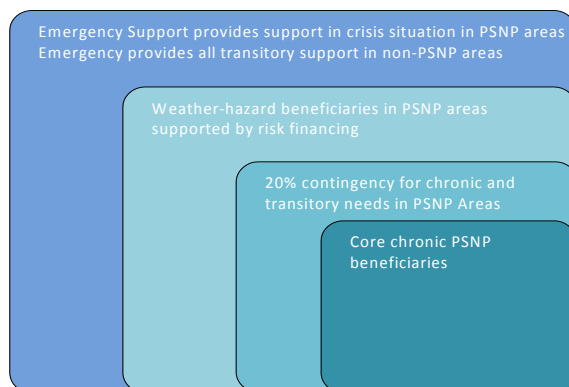 Emergency Support provides support in crisis situation in PSNP areas
Emergency provides all transitory support in non-PSNP areas
Weather-hazard beneficiaries in PSNP areas
supported by risk financing
20% contingency for chronic and
transitory needs in PSNP Areas
Core chronic PSNP
beneficiaries